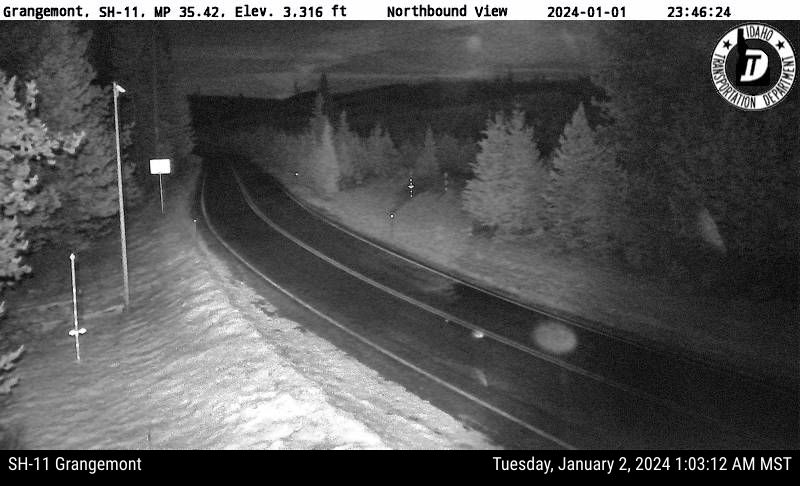 Grangemont, SH-11, MP 35.42, Elev. 3,316 ft Northbound View 2024-01-01 23:46:24
IDAHO
TRANSPORTATION DEPARTMENT
SH-11 Grangemont Tuesday, January 2, 2024 1:03:12 AM MST